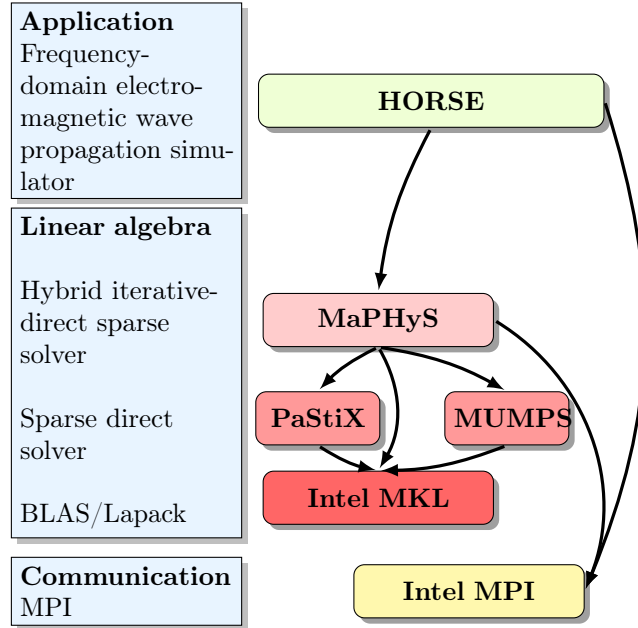 Application
Frequency-
domain electro-
magnetic wave
propagation simu-
lator
HORSE
Linear algebra
Hybrid iterative-
direct sparse
solver
MaPHyS
Sparse direct
solver
PaStiX
MUMPS
BLAS/Lapack
Intel MKL
Communication
MPI
Intel MPI